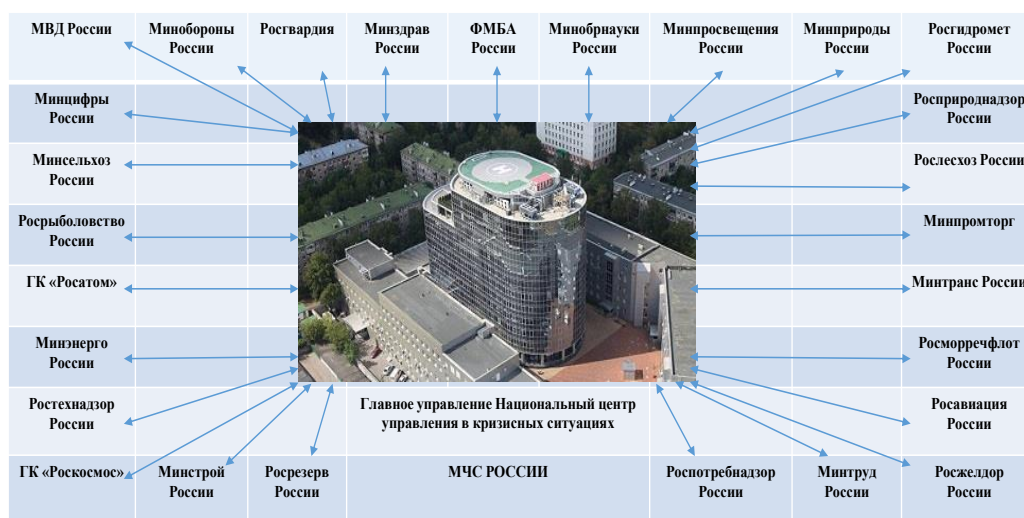 МВД России
Минобороны
России
Росгвардия
Минздрав
России
ФМБА
России
Минобрнауки
России
Минпросвещения
России
Минприроды
России
Росгидромет
России
Минцифры
России
Росприроднадзор
России
Минсельхоз
России
Рослесхоз России
Росрыболовство
России
Минпромторг
ГК «Росатом»
Минтранс России
Минэнерго
России
Росморречфлот
России
Ростехнадзор
России
Главное управление Национальный центр
управления в кризисных ситуациях
Росавиация
России
ГК «Роскосмос»
Минстрой
России
Росрезерв
России
МЧС РОССИИ
Роспотребнадзор
России
Минтруд
России
Росжелдор
России